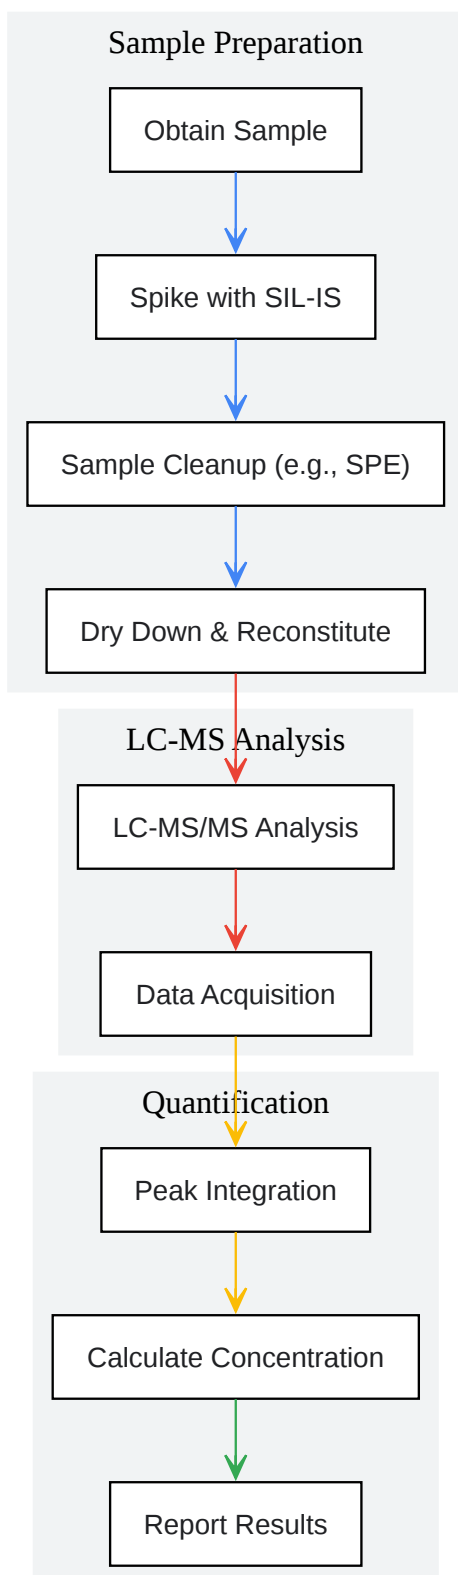 Sample Preparation
Obtain Sample
Spike with SIL-IS
Sample Cleanup (e.g., SPE)
Dry Down & Reconstitute
LC-MS Analysis
LC-MS/MS Analysis
Data Acquisition
Quantification
Peak Integration
Calculate Concentration
Report Results